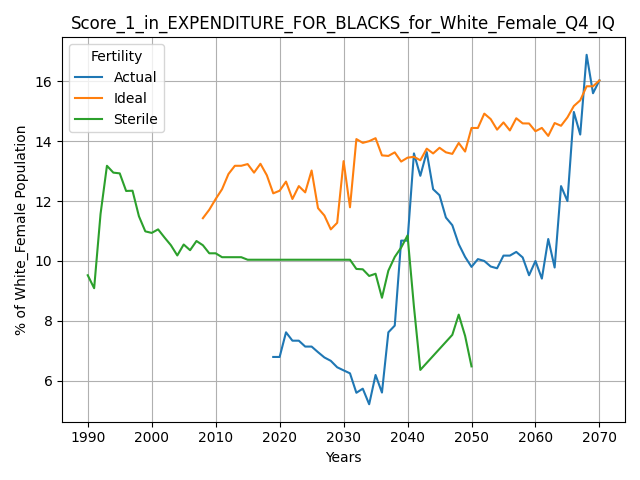 Score_1_in_EXPENDITURE_FOR_BLACKS_for_White_Female_Q4_IQ
Fertility
Actual
Ideal
Sterile
% of White_Female Population
16
14
12
10
8
6
1990 2000 2010 2020 2030 2040 2050 2060 2070
Years